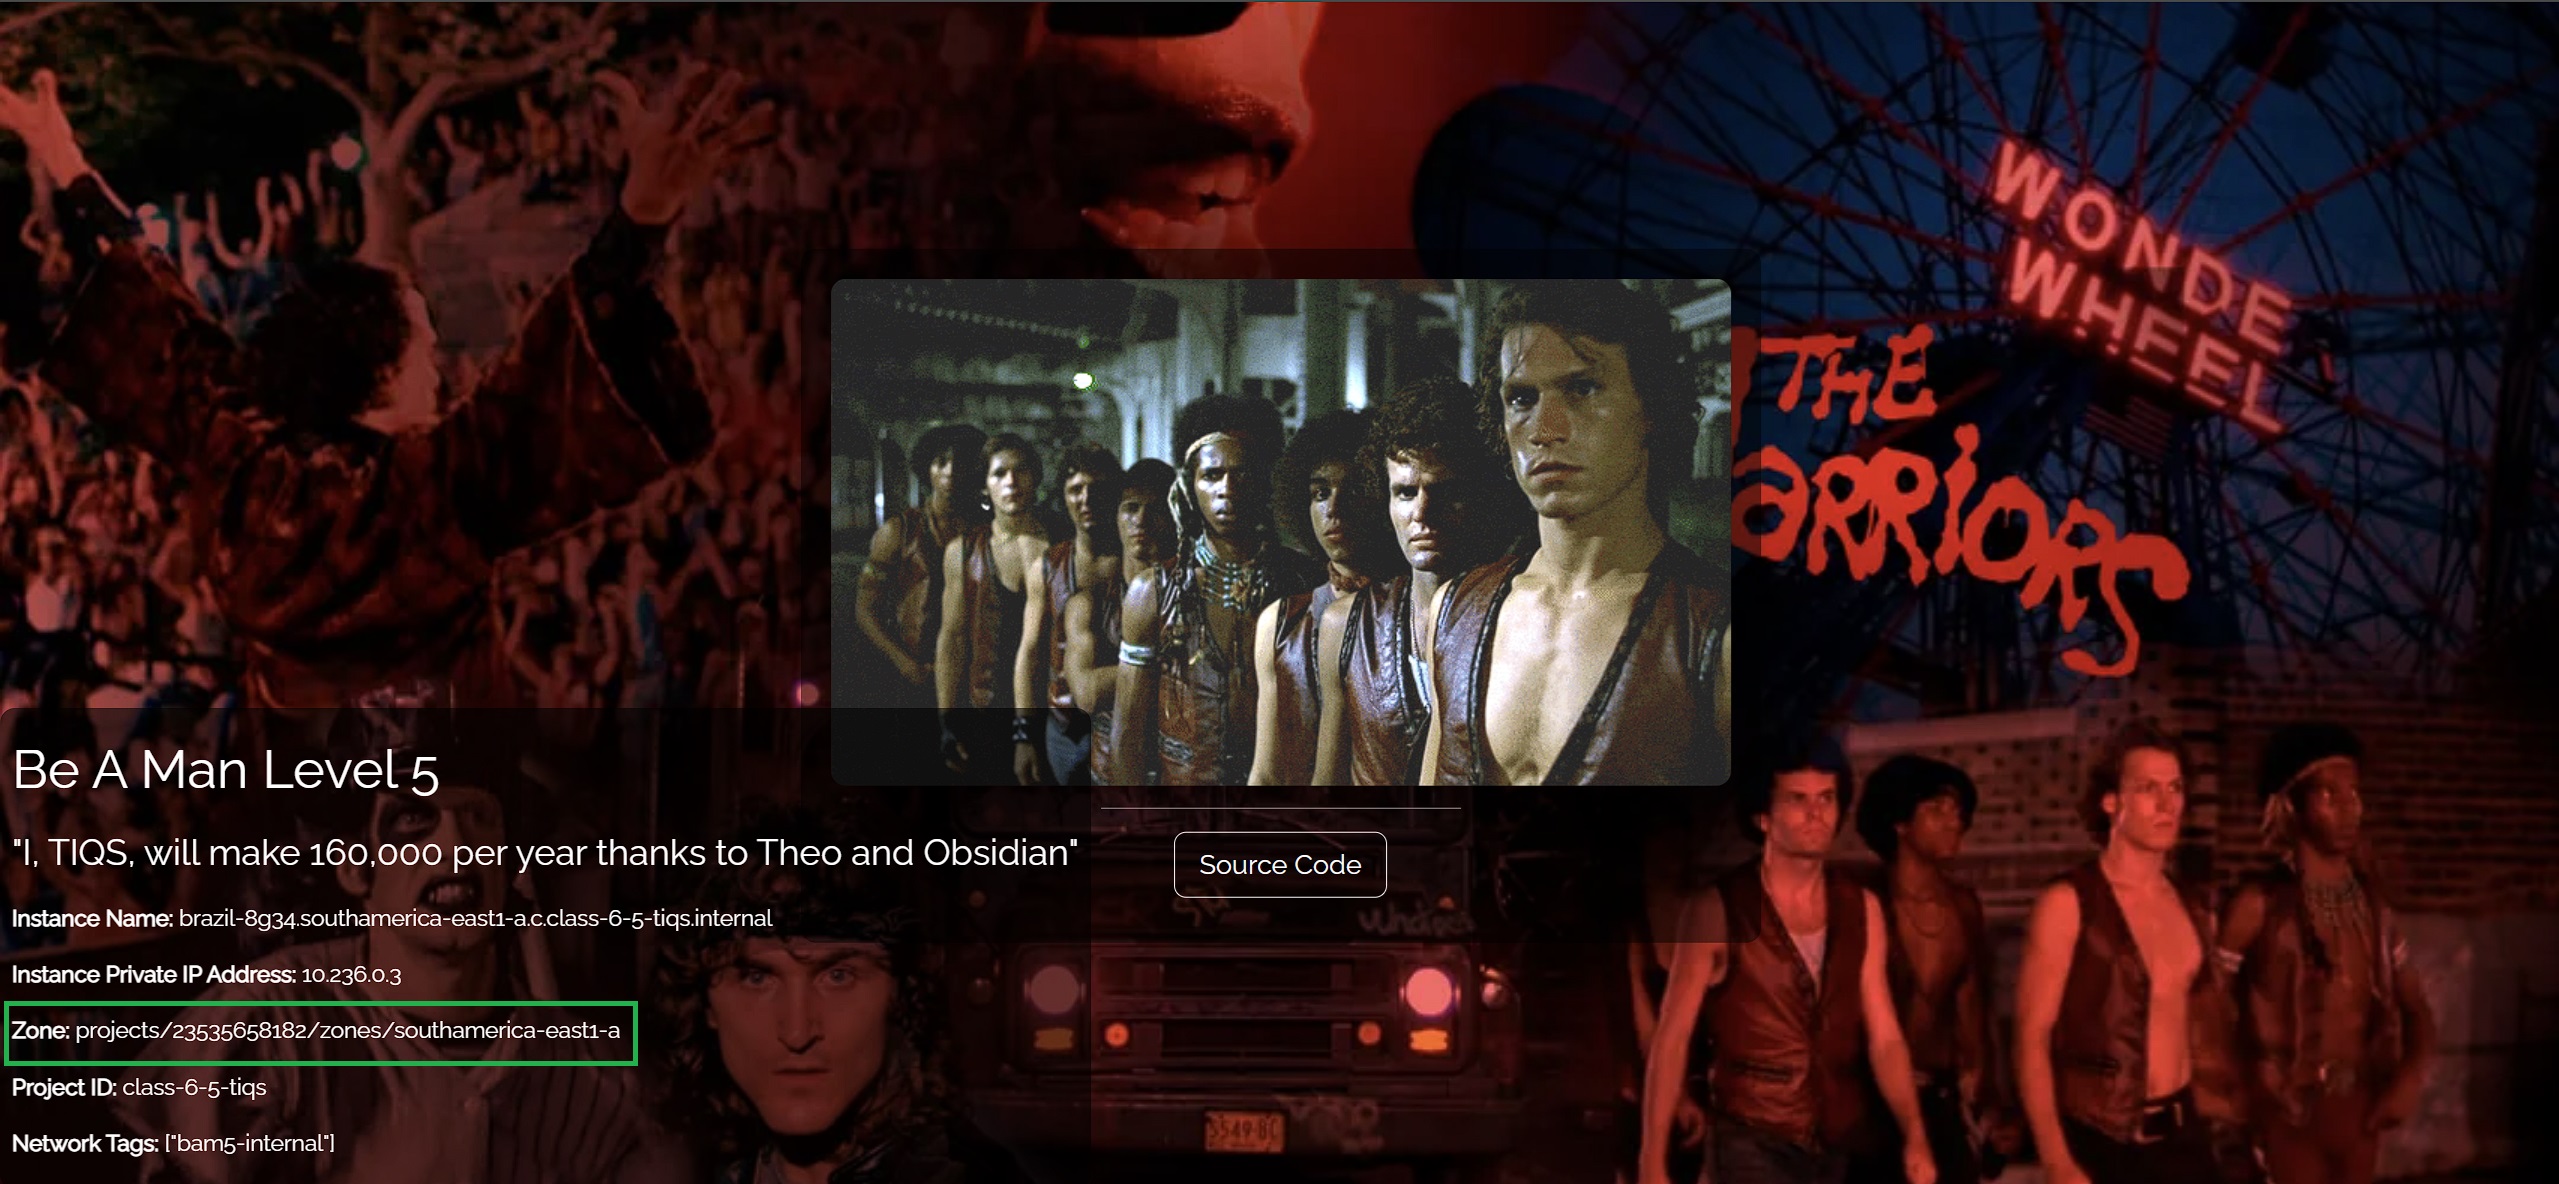 WONDE
WHEEL
THE
ARRIORS
Be A Man Level 5
"I, TIQS, will make 160,000 per year thanks to Theo and Obsidian"
Source Code
Instance Name: brazil-8g34.southamerica-east1-a.c.class-6-5-tiqs.internal
Instance Private IP Address: 10.236.0.3
Zone: projects/23535658182/zones/southamerica-east1-a
Project ID: class-6-5-tiqs
Network Tags: ["bam5-internal"]